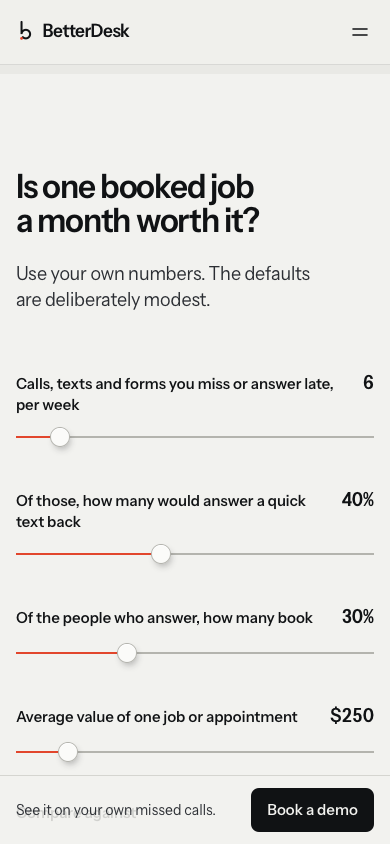 BetterDesk
Is one booked job
a month worth it?
Use your own numbers. The defaults
are deliberately modest.
Calls, texts and forms you miss or answer late,
per week
6
Of those, how many would answer a quick
text back
40%
Of the people who answer, how many book
30%
Average value of one job or appointment
$250
Compare against
See it on your own missed calls.
Book a demo